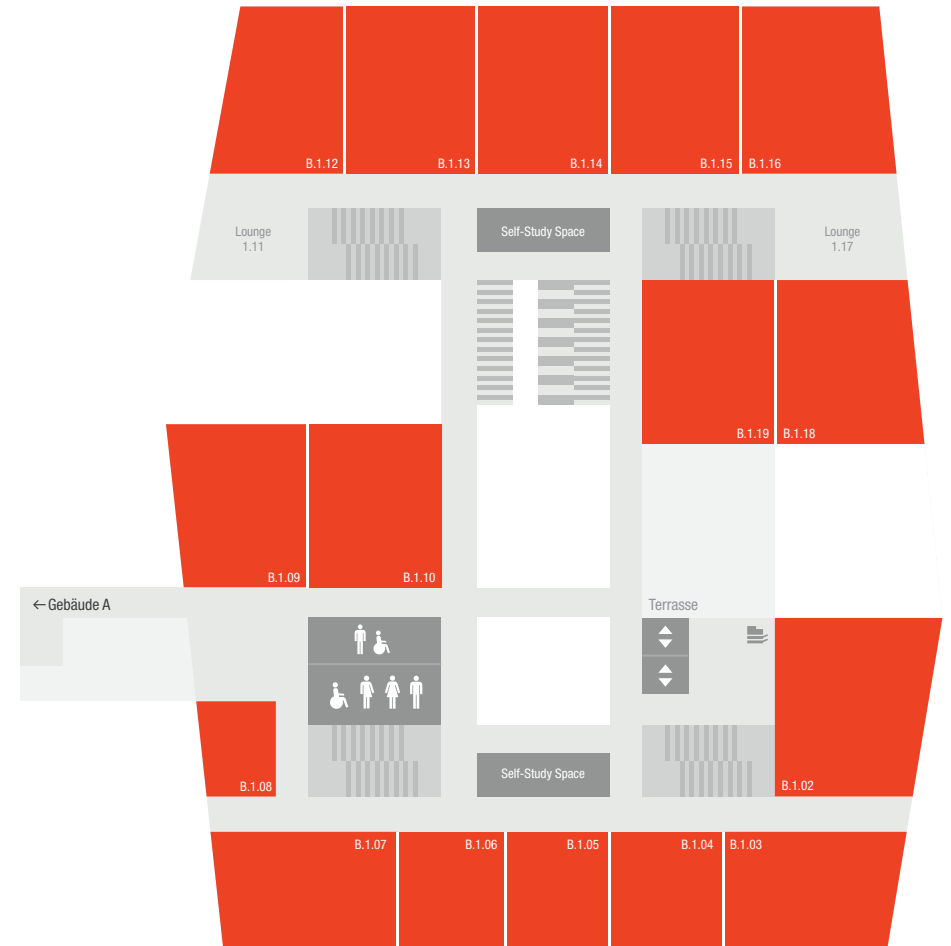 B.1.12
B.1.13
B.1.14
B.1.15
B.1.16
Lounge
1.11
Self-Study Space
Lounge
1.17
B.1.19
B.1.18
B.1.09
B.1.10
←Gebäude A
Terrasse
B.1.08
Self-Study Space
B.1.02
B.1.07
B.1.06
B.1.05
B.1.04
B.1.03